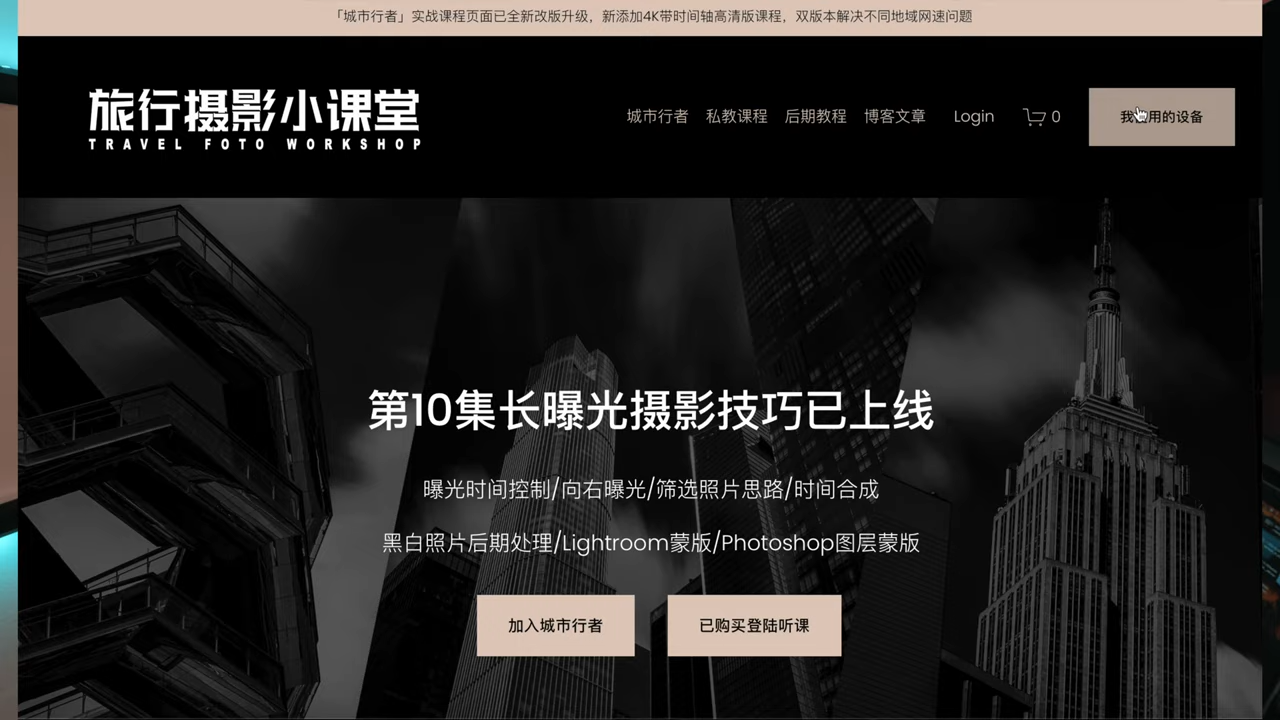 「城市行者」实战课程页面已全新改版升级，新添加4K带时间轴高清版课程，双版本解决不同地域网速问题
旅行摄影小课堂
TRAVEL FOTO WORKSHOP
城市行者 私教课程 后期教程 博客文章 Login 0
我 用的设备
第10集长曝光摄影技巧已上线
曝光时间控制/向右曝光/筛选照片思路/时间合成
黑白照片后期处理/Lightroom蒙版/Photoshop图层蒙版
加入城市行者 已购买登陆听课